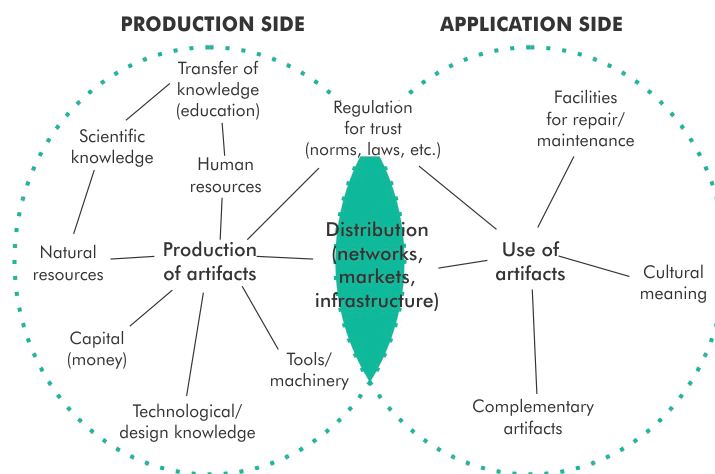 PRODUCTION SIDE
APPLICATION SIDE
Transfer of
knowledge
(education)
Scientific
knowledge
Human
resources
Natural
resources
Production
of artifacts
Capital
(money)
Technological/
design knowledge
Tools/
machinery
Regulation
for trust
(norms, laws, etc.)
Distribution
(networks,
markets,
infrastructure)
Facilities
for repair/
maintenance
Use of
artifacts
Cultural
meaning
Complementary
artifacts